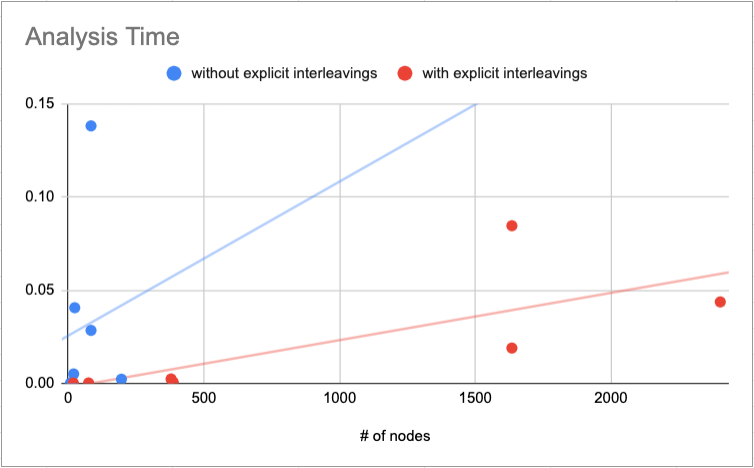 Analysis Time
without explicit interleavings with explicit interleavings
0.15
0.10
0.05
0.00
0 500 1000 1500 2000
# of nodes